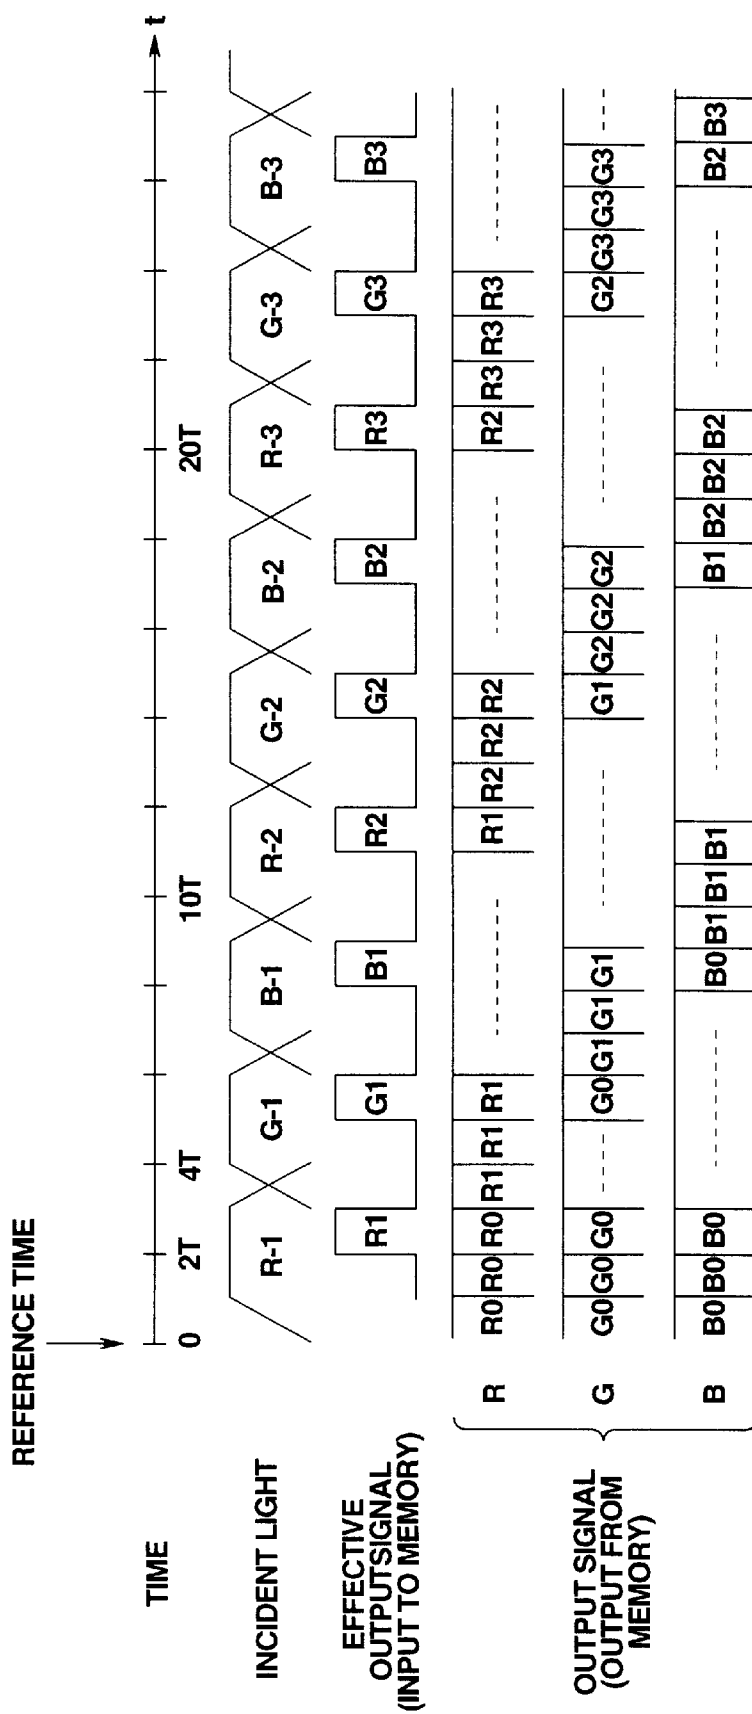 REFERENCE TIME
TIME 0 2T 4T 10T 20T t
INCIDENT LIGHT R-1 G-1 B-1 R-2 G-2 B-2 R-3 G-3 B-3
EFFECTIVE
OUTPUTSIGNAL
(INPUT TO MEMORY)
R1 G1 B1 R2 G2 B2 R3 G3 B3
OUTPUT SIGNAL
(OUTPUT FROM
MEMORY)
R R0 R0 R0 R1 R1 R1 R1 R2 R2 R2 R2 R3 R3 R3
G G0 G0 G0 G0 G1 G1 G1 G1 G2 G2 G2 G2 G3 G3 G3
B B0 B0 B0 B0 B1 B1 B1 B1 B2 B2 B2 B2 B3